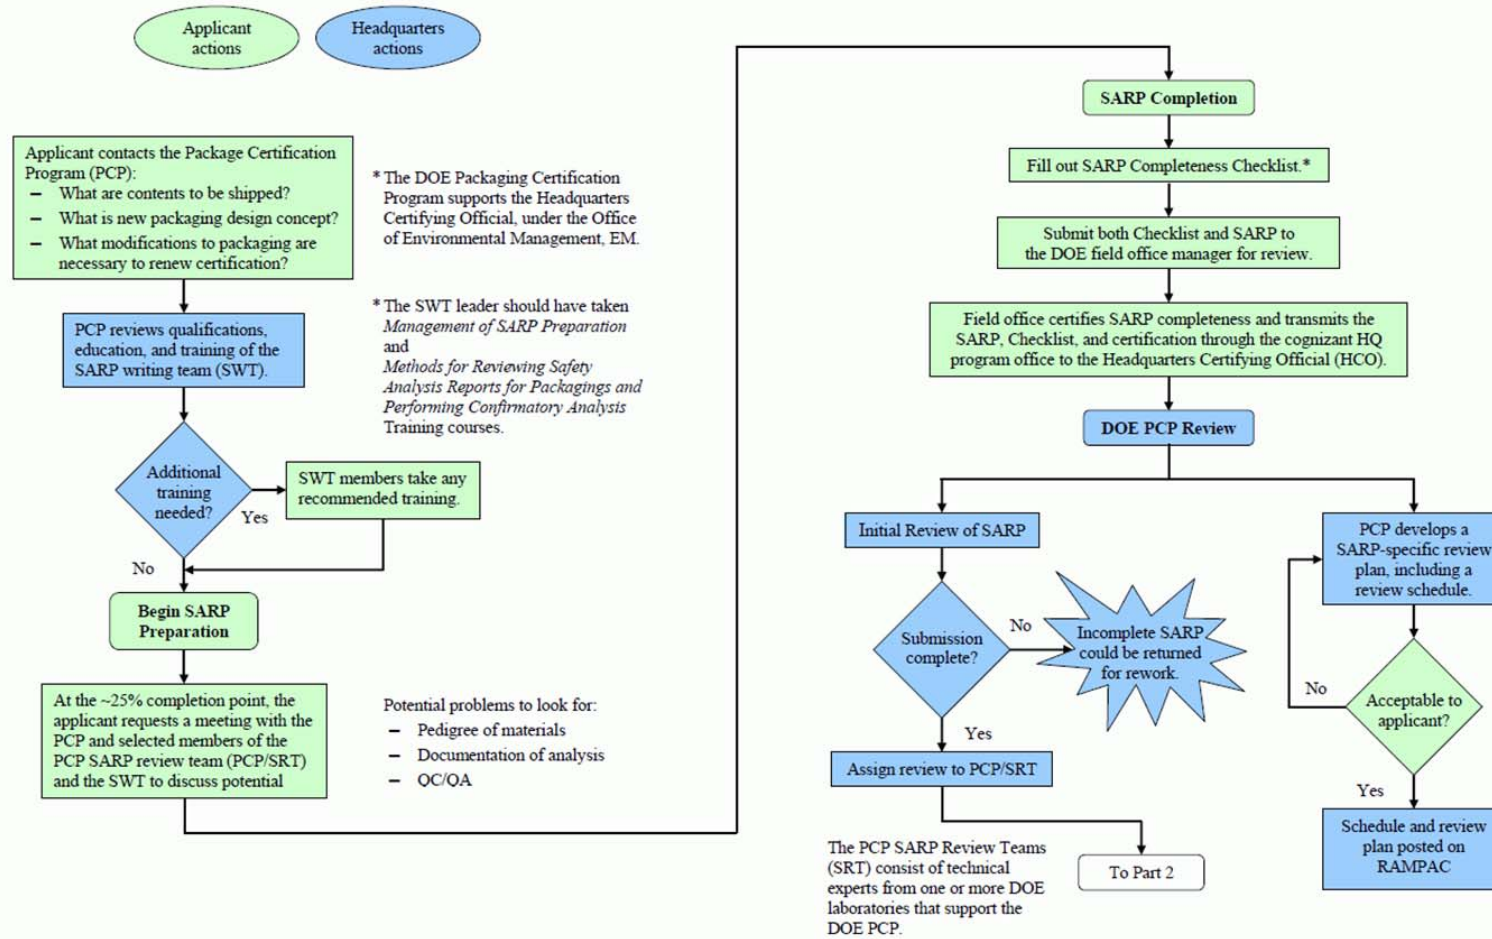 Applicant
actions
Headquarters
actions
Applicant contacts the Package Certification
Program (PCP):
– What are contents to be shipped?
– What is new packaging design concept?
– What modifications to packaging are
necessary to renew certification?
* The DOE Packaging Certification
Program supports the Headquarters
Certifying Official, under the Office
of Environmental Management, EM.
PCP reviews qualifications,
education, and training of the
SARP writing team (SWT).
* The SWT leader should have taken
Management of SARP Preparation
and
Methods for Reviewing Safety
Analysis Reports for Packagings and
Performing Confirmatory Analysis
Training courses.
Additional
training
needed?
Yes
SWT members take any
recommended training.
No
Begin SARP
Preparation
At the ~25% completion point, the
applicant requests a meeting with the
PCP and selected members of the
PCP SARP review team (PCP/SRT)
and the SWT to discuss potential
Potential problems to look for:
– Pedigree of materials
– Documentation of analysis
– QC/QA
SARP Completion
Fill out SARP Completeness Checklist.*
Submit both Checklist and SARP to
the DOE field office manager for review.
Field office certifies SARP completeness and transmits the
SARP, Checklist, and certification through the cognizant HQ
program office to the Headquarters Certifying Official (HCO).
DOE PCP Review
Initial Review of SARP
Submission
complete?
No
Incomplete SARP
could be returned
for rework.
Yes
Assign review to PCP/SRT
To Part 2
The PCP SARP Review Teams
(SRT) consist of technical
experts from one or more DOE
laboratories that support the
DOE PCP.
PCP develops a
SARP-specific review
plan, including a
review schedule.
No
Acceptable to
applicant?
Yes
Schedule and review
plan posted on
RAMPAC